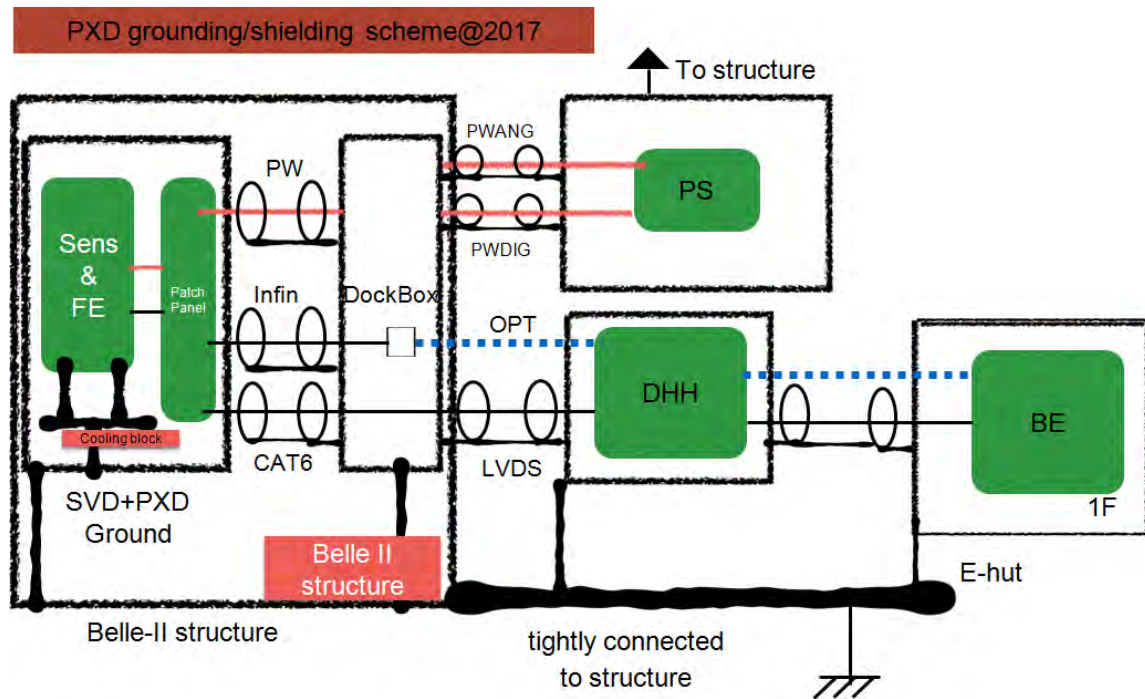 PXD grounding/shielding scheme@2017
To structure
PWANG
PW
PS
PWDIG
Sens
&
FE
Patch
Panel
Infin
DockBox
OPT
DHH
BE
Cooling block
CAT6
LVDS
SVD+PXD
Ground
1F
Belle II
structure
E-hut
Belle-II structure
tightly connected
to structure